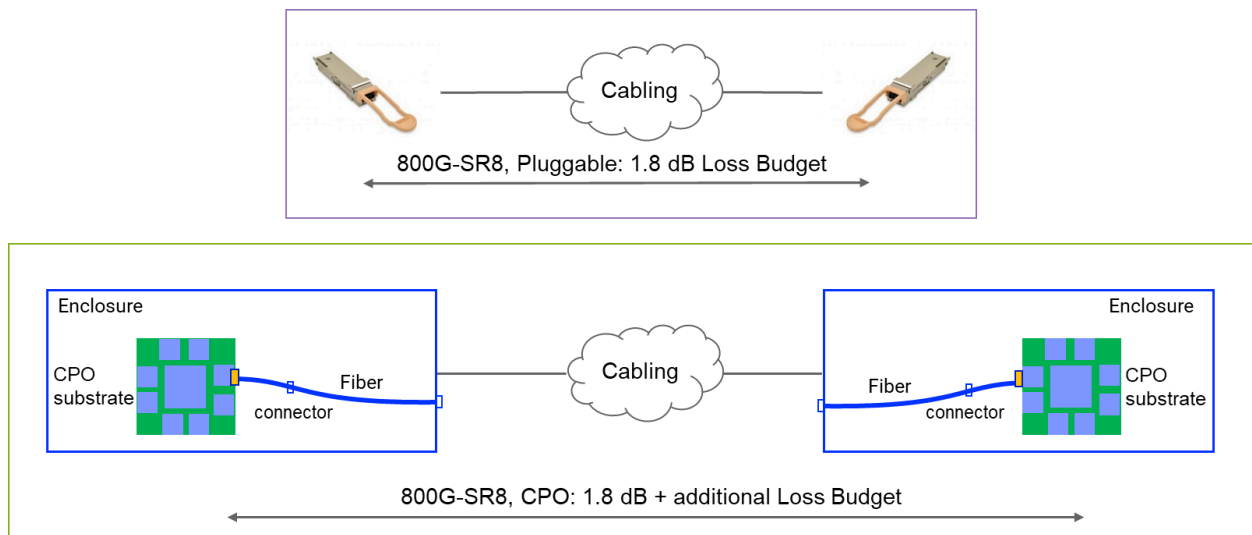 Cabling
800G-SR8, Pluggable: 1.8 dB Loss Budget
Enclosure
CPO
substrate
Fiber
connector
Cabling
Enclosure
Fiber
connector
CPO
substrate
800G-SR8, CPO: 1.8 dB + additional Loss Budget